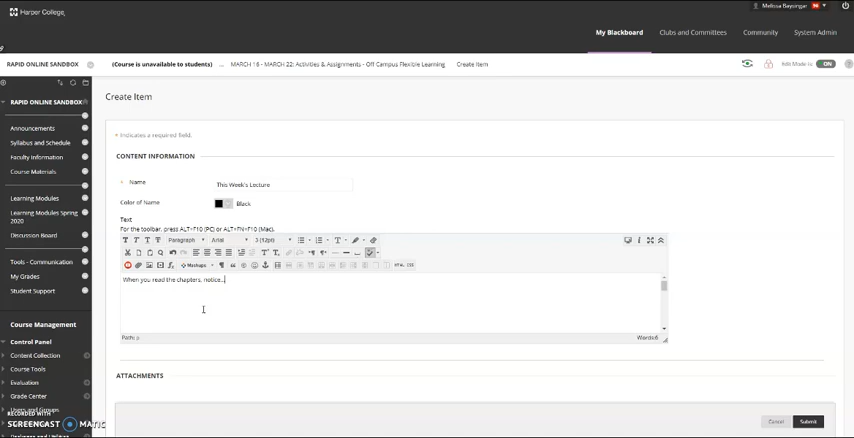 Harper College
Melissa Baysingar
My Blackboard
Clubs and Committees
Community
System Admin
RAPID ONLINE SANDBOX
(Course is unavailable to students)
...
MARCH 16 - MARCH 22: Activities & Assignments - Off Campus Flexible Learning
Create Item
Edit Mode is:
ON
RAPID ONLINE SANDBOX
Announcements
Syllabus and Schedule
Faculty Information
Course Materials
Learning Modules
Learning Modules Spring
2020
Discussion Board
Tools - Communication
My Grades
Student Support
Course Management
Control Panel
Content Collection
Course Tools
Evaluation
Grade Center
Users and Groups
RECORDED WITH
SCREENCAST MATIC
Create Item
* Indicates a required field.
CONTENT INFORMATION
* Name
This Week's Lecture
Color of Name
Black
Text
For the toolbar, press ALT+F10 (PC) or ALT+FN+F10 (Mac).
T T T T Paragraph Arial 3 (12pt)
Mashups
HTML CSS
When you read the chapters, notice...
Path: p
Words:6
ATTACHMENTS
Cancel
Submit